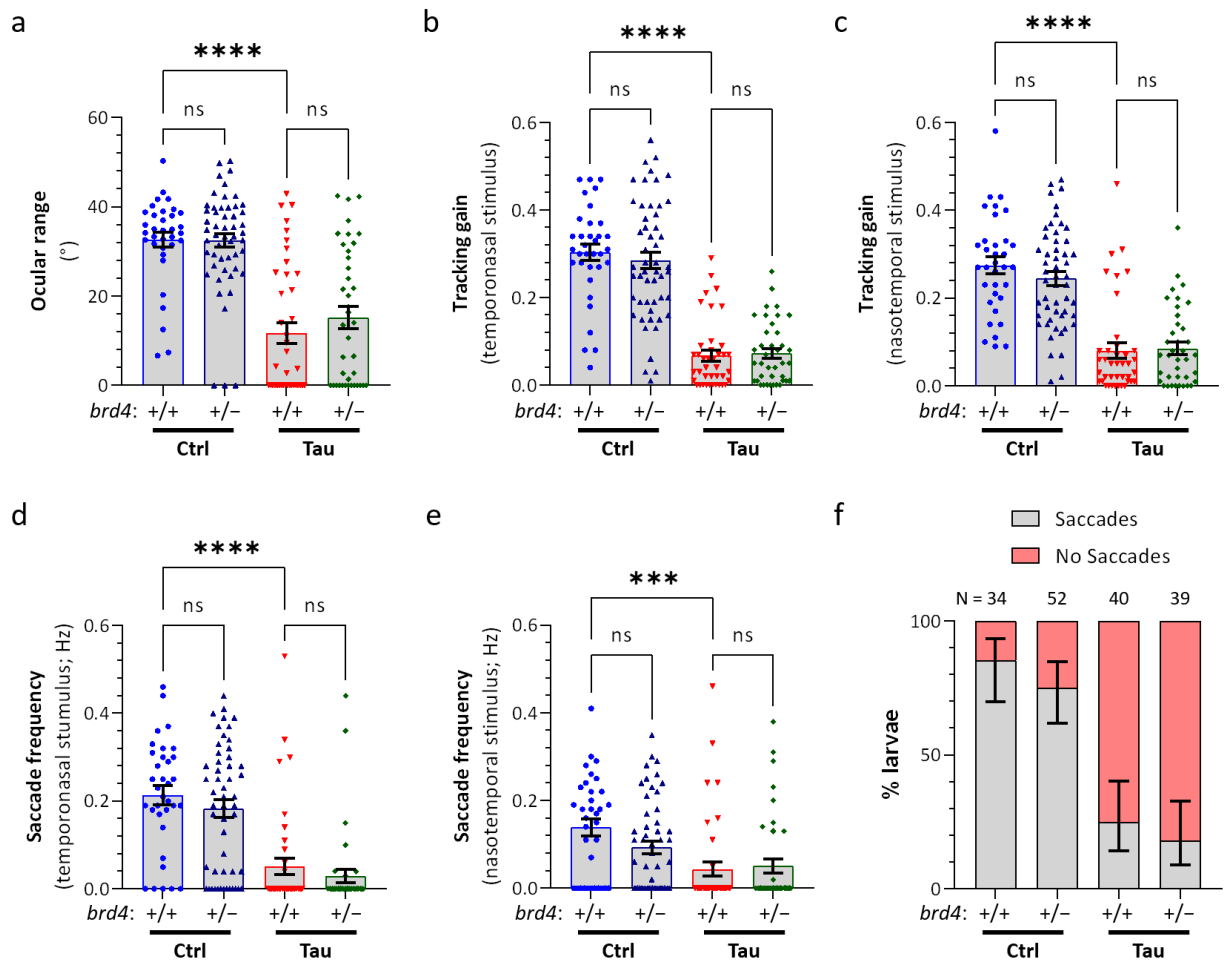 a
****
ns
ns
60
40
20
0
Ocular range
(°)
brd4: +/+ +/− +/+ +/−
Ctrl Tau
b
****
ns
ns
0.6
0.4
0.2
0.0
Tracking gain
(temporonasal stimulus)
brd4: +/+ +/− +/+ +/−
Ctrl Tau
c
****
ns
ns
0.6
0.4
0.2
0.0
Tracking gain
(nasotemporal stimulus)
brd4: +/+ +/− +/+ +/−
Ctrl Tau
d
****
ns
ns
0.6
0.4
0.2
0.0
Saccade frequency
(temporonasal stumulus; Hz)
brd4: +/+ +/− +/+ +/−
Ctrl Tau
e
***
ns
ns
0.6
0.4
0.2
0.0
Saccade frequency
(nasotemporal stimulus; Hz)
brd4: +/+ +/− +/+ +/−
Ctrl Tau
f
Saccades
No Saccades
N = 34 52 40 39
100
50
0
% larvae
brd4: +/+ +/− +/+ +/−
Ctrl Tau